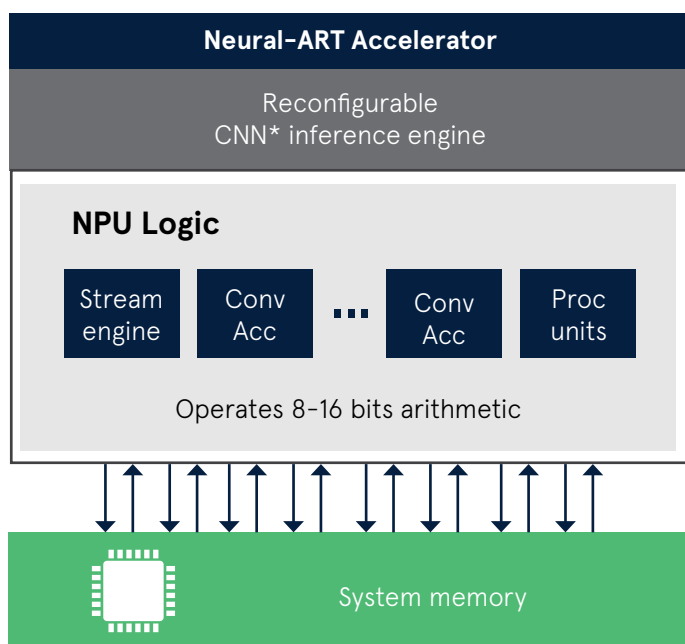 Neural-ART Accelerator
Reconfigurable
CNN* inference engine
NPU Logic
Stream
engine
Conv
Acc
...
Conv
Acc
Proc
units
Operates 8-16 bits arithmetic
System memory